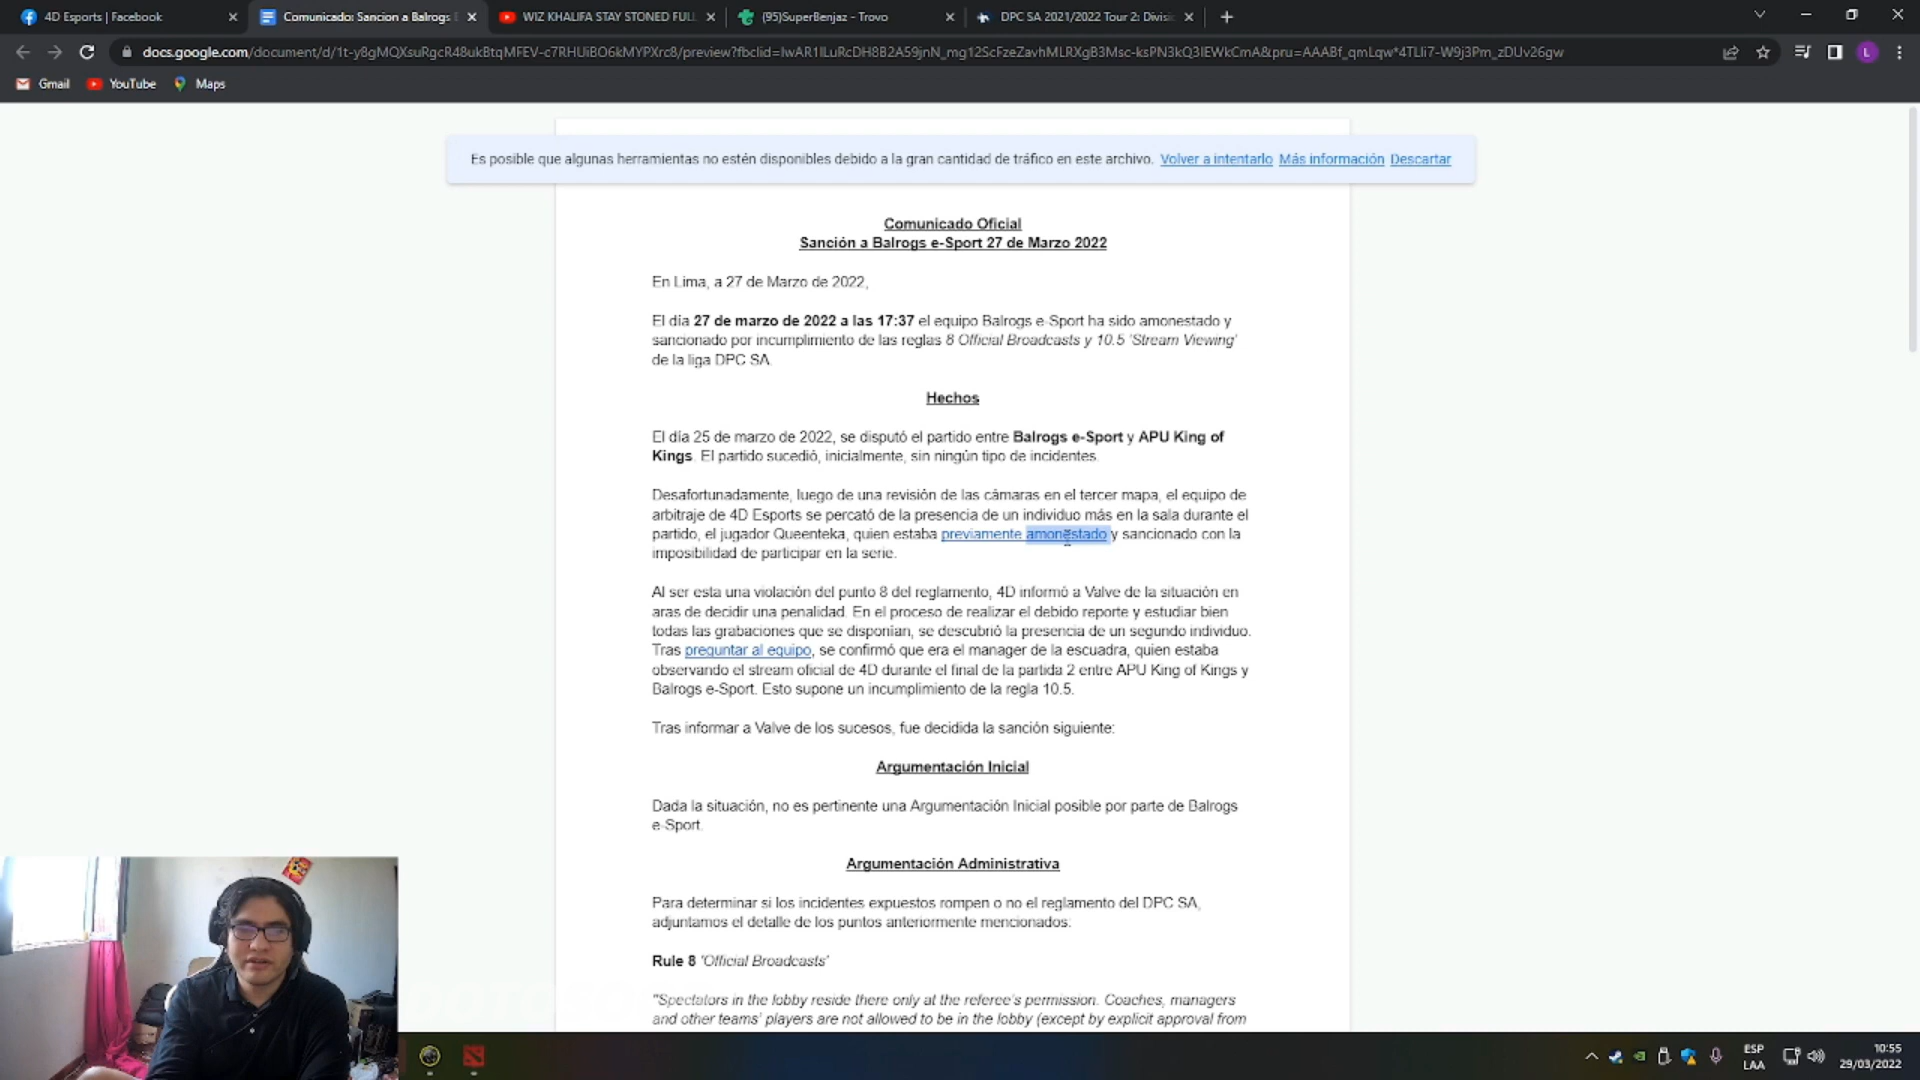 4D Esports | Facebook
Comunicado: Sancion a Balrogs
WIZ KHALIFA STAY STONED FULL
(95)SuperBenjaz - Trovo
DPC SA 2021/2022 Tour 2: Divisi
docs.google.com/document/d/1t-y8gMQXsuRgcR48ukBtqMFEV-c7RHUiBO6kMYPXrc8/preview?fbclid=IwAR1lLuRcDH8B2A59jnN_mg12ScFzeZavhMLRXgB3Msc-ksPN3kQ3IEWkCmA&pru=AAABf_qmLqw*4TLli7-W9j3Pm_zDUv26gw
L
Gmail
YouTube
Maps
Es posible que algunas herramientas no estén disponibles debido a la gran cantidad de tráfico en este archivo. Volver a intentarlo Más información Descartar
Comunicado Oficial
Sanción a Balrogs e-Sport 27 de Marzo 2022
En Lima, a 27 de Marzo de 2022,
El día 27 de marzo de 2022 a las 17:37 el equipo Balrogs e-Sport ha sido amonestado y
sancionado por incumplimiento de las reglas 8 Official Broadcasts y 10.5 'Stream Viewing'
de la liga DPC SA.
Hechos
El día 25 de marzo de 2022, se disputó el partido entre Balrogs e-Sport y APU King of
Kings. El partido sucedió, inicialmente, sin ningún tipo de incidentes.
Desafortunadamente, luego de una revisión de las cámaras en el tercer mapa, el equipo de
arbitraje de 4D Esports se percató de la presencia de un individuo más en la sala durante el
partido, el jugador Queenteka, quien estaba previamente amonestado y sancionado con la
imposibilidad de participar en la serie.
Al ser esta una violación del punto 8 del reglamento, 4D informó a Valve de la situación en
aras de decidir una penalidad. En el proceso de realizar el debido reporte y estudiar bien
todas las grabaciones que se disponían, se descubrió la presencia de un segundo individuo.
Tras preguntar al equipo, se confirmó que era el manager de la escuadra, quien estaba
observando el stream oficial de 4D durante el final de la partida 2 entre APU King of Kings y
Balrogs e-Sport. Esto supone un incumplimiento de la regla 10.5.
Tras informar a Valve de los sucesos, fue decidida la sanción siguiente:
Argumentación Inicial
Dada la situación, no es pertinente una Argumentación Inicial posible por parte de Balrogs
e-Sport.
Argumentación Administrativa
Para determinar si los incidentes expuestos rompen o no el reglamento del DPC SA,
adjuntamos el detalle de los puntos anteriormente mencionados:
Rule 8 'Official Broadcasts'
"Spectators in the lobby reside there only at the referee's permission. Coaches, managers
and other teams' players are not allowed to be in the lobby (except by explicit approval from
ESP
LAA
10:55
29/03/2022